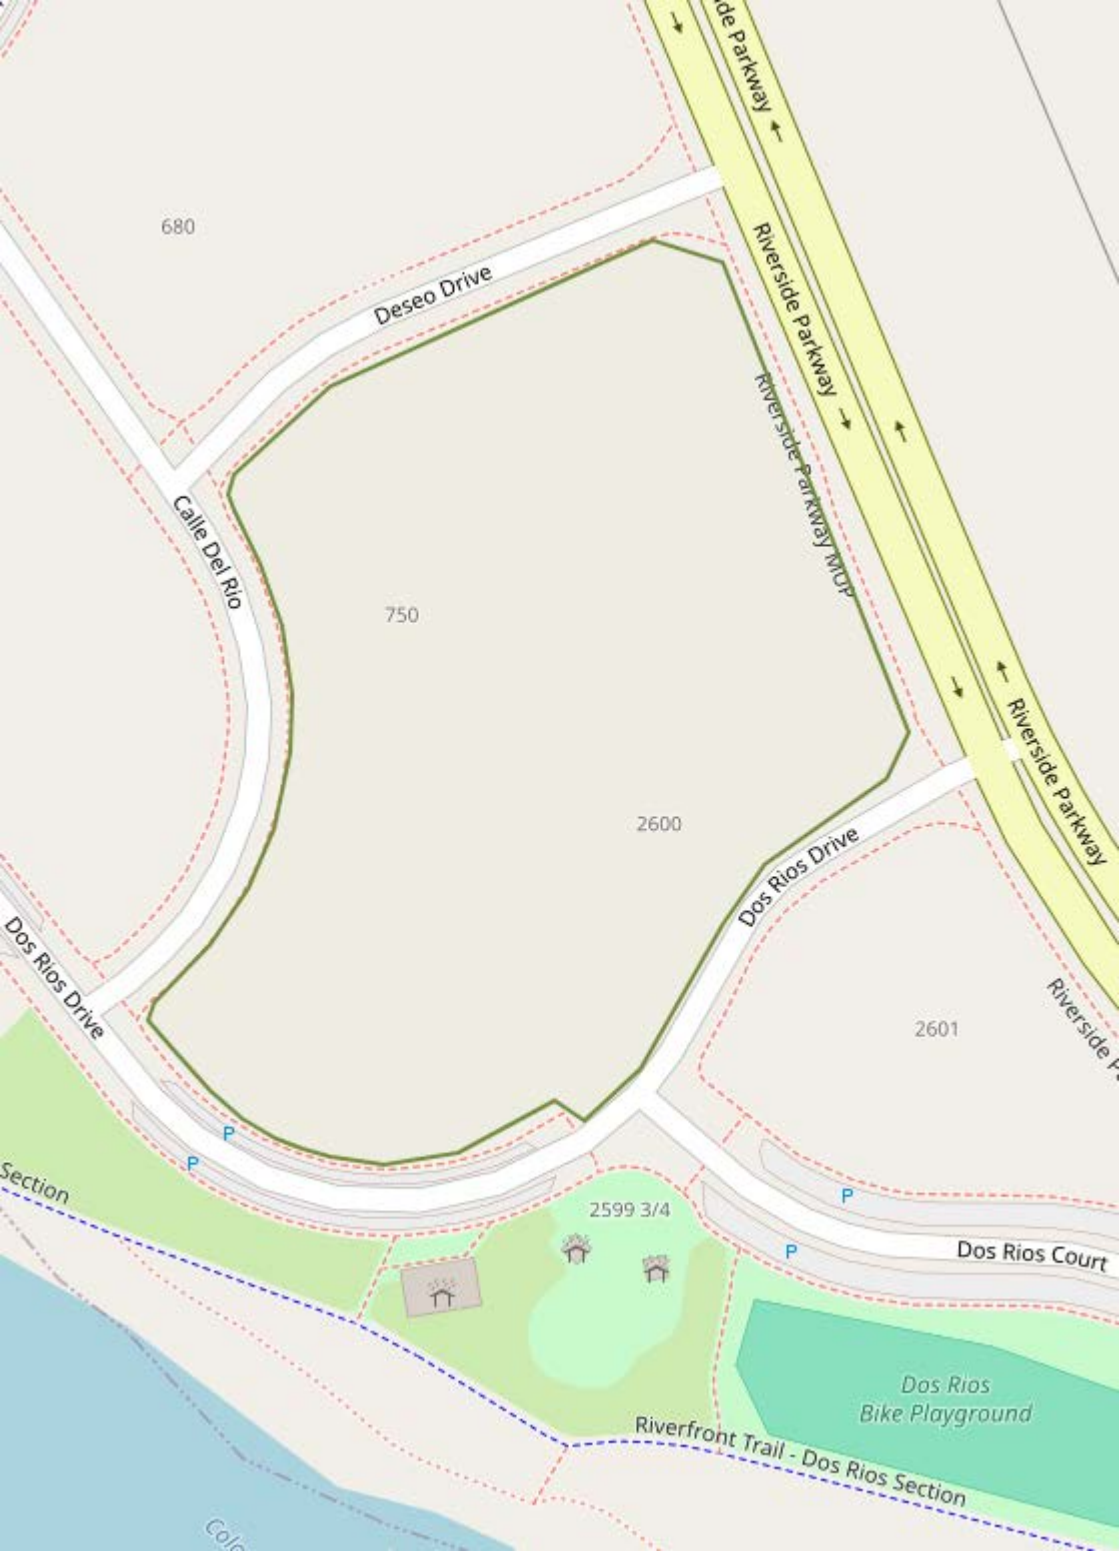 de Parkway
Riverside Parkway
680
Deseo Drive
Riverside Parkway MUP
Calle Del Rio
750
Riverside Parkway
2600
Dos Rios Drive
Dos Rios Drive
2601
Riverside Pa
P
P
Section
P
2599 3/4
P
Dos Rios Court
Dos Rios
Bike Playground
Riverfront Trail - Dos Rios Section
Colo